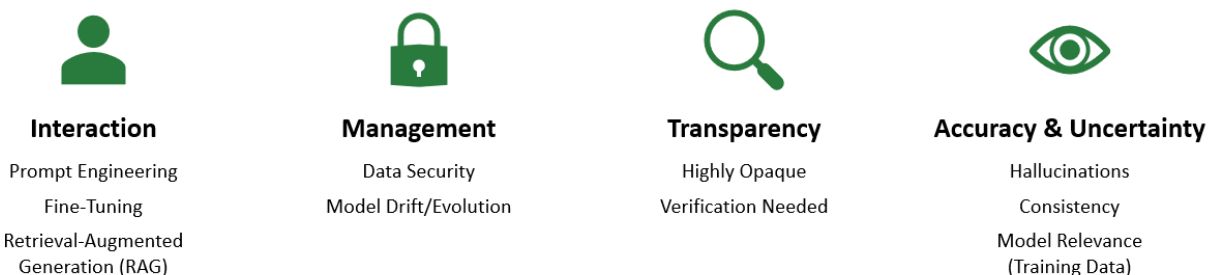 Interaction
Prompt Engineering
Fine-Tuning
Retrieval-Augmented
Generation (RAG)
Management
Data Security
Model Drift/Evolution
Transparency
Highly Opaque
Verification Needed
Accuracy & Uncertainty
Hallucinations
Consistency
Model Relevance
(Training Data)